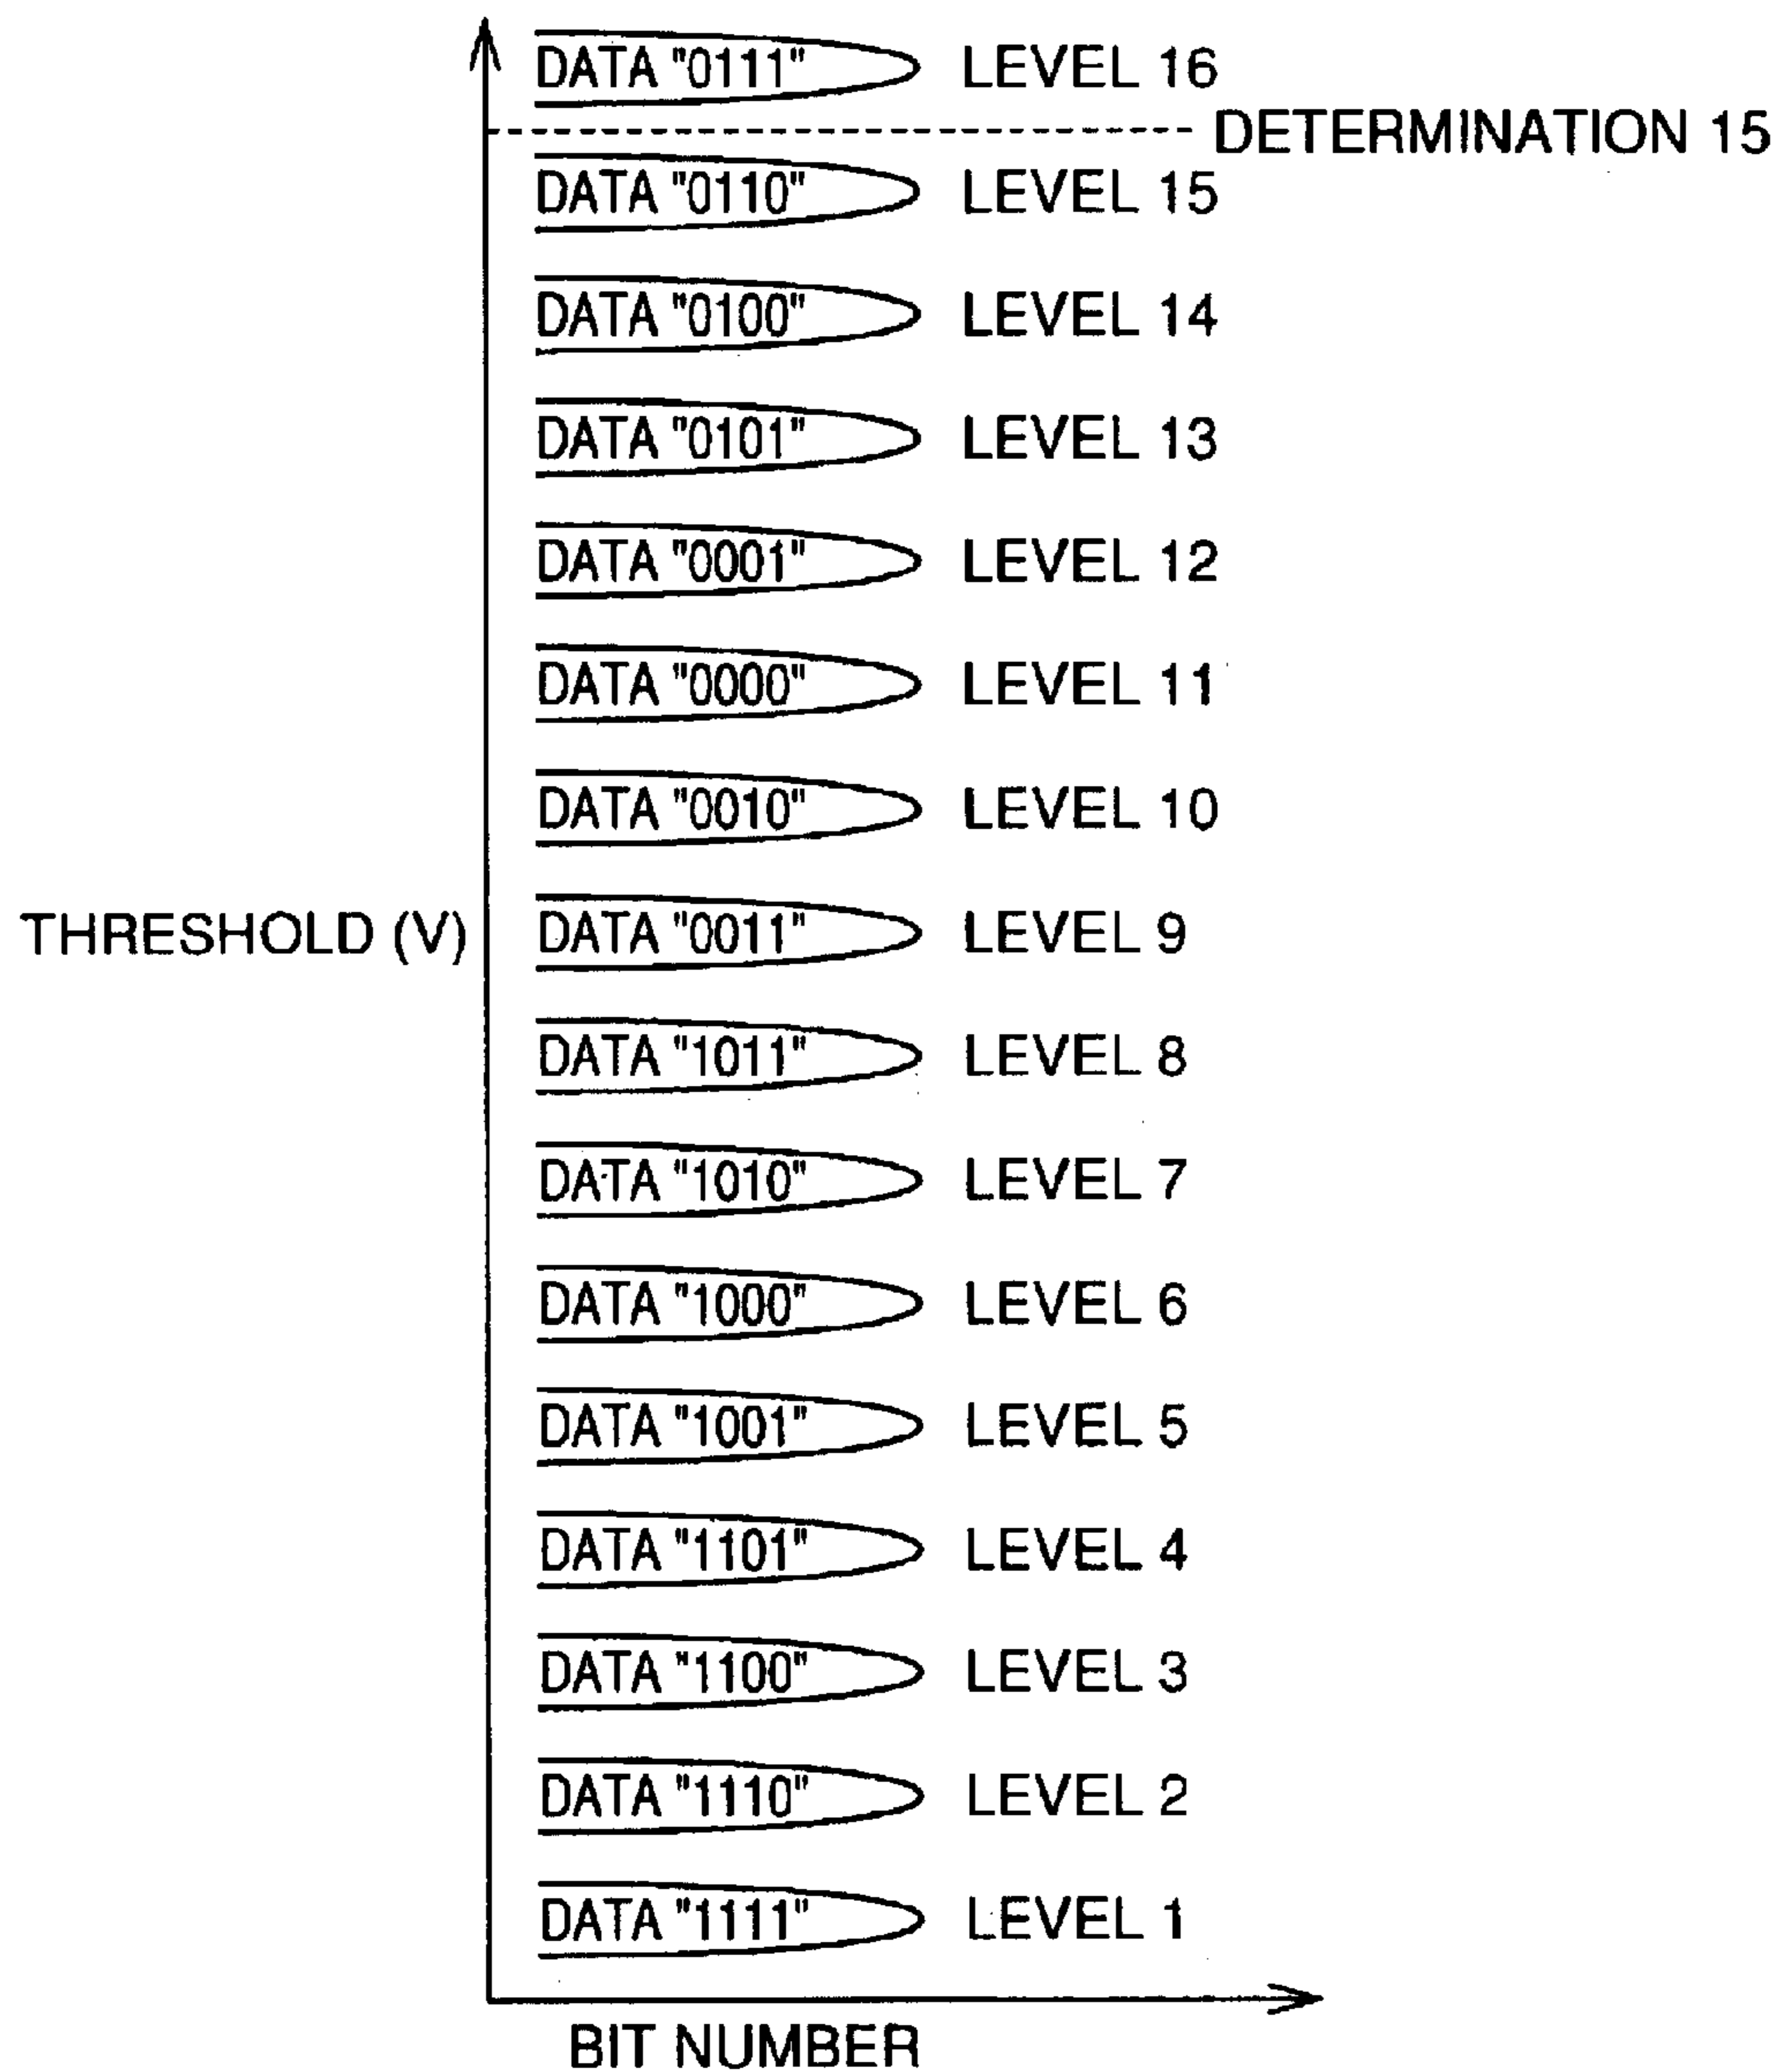 DATA "0111" LEVEL 16
DETERMINATION 15
DATA "0110" LEVEL 15
DATA "0100" LEVEL 14
DATA "0101" LEVEL 13
DATA "0001" LEVEL 12
DATA "0000" LEVEL 11
DATA "0010" LEVEL 10
THRESHOLD (V) DATA "0011" LEVEL 9
DATA "1011" LEVEL 8
DATA "1010" LEVEL 7
DATA "1000" LEVEL 6
DATA "1001" LEVEL 5
DATA "1101" LEVEL 4
DATA "1100" LEVEL 3
DATA "1110" LEVEL 2
DATA "1111" LEVEL 1
BIT NUMBER